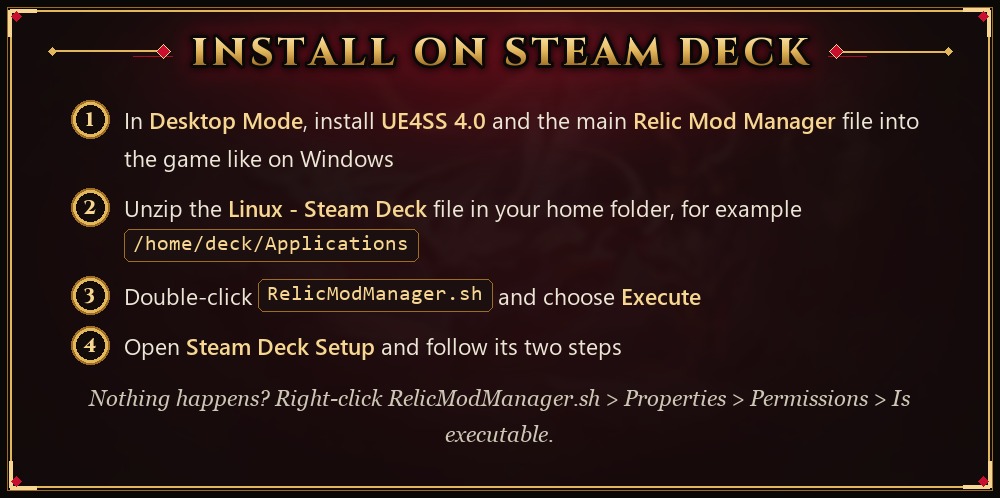 INSTALL ON STEAM DECK
1 In Desktop Mode, install UE4SS 4.0 and the main Relic Mod Manager file into
the game like on Windows
2 Unzip the Linux - Steam Deck file in your home folder, for example
/home/deck/Applications
3 Double-click RelicModManager.sh and choose Execute
4 Open Steam Deck Setup and follow its two steps
Nothing happens? Right-click RelicModManager.sh > Properties > Permissions > Is
executable.